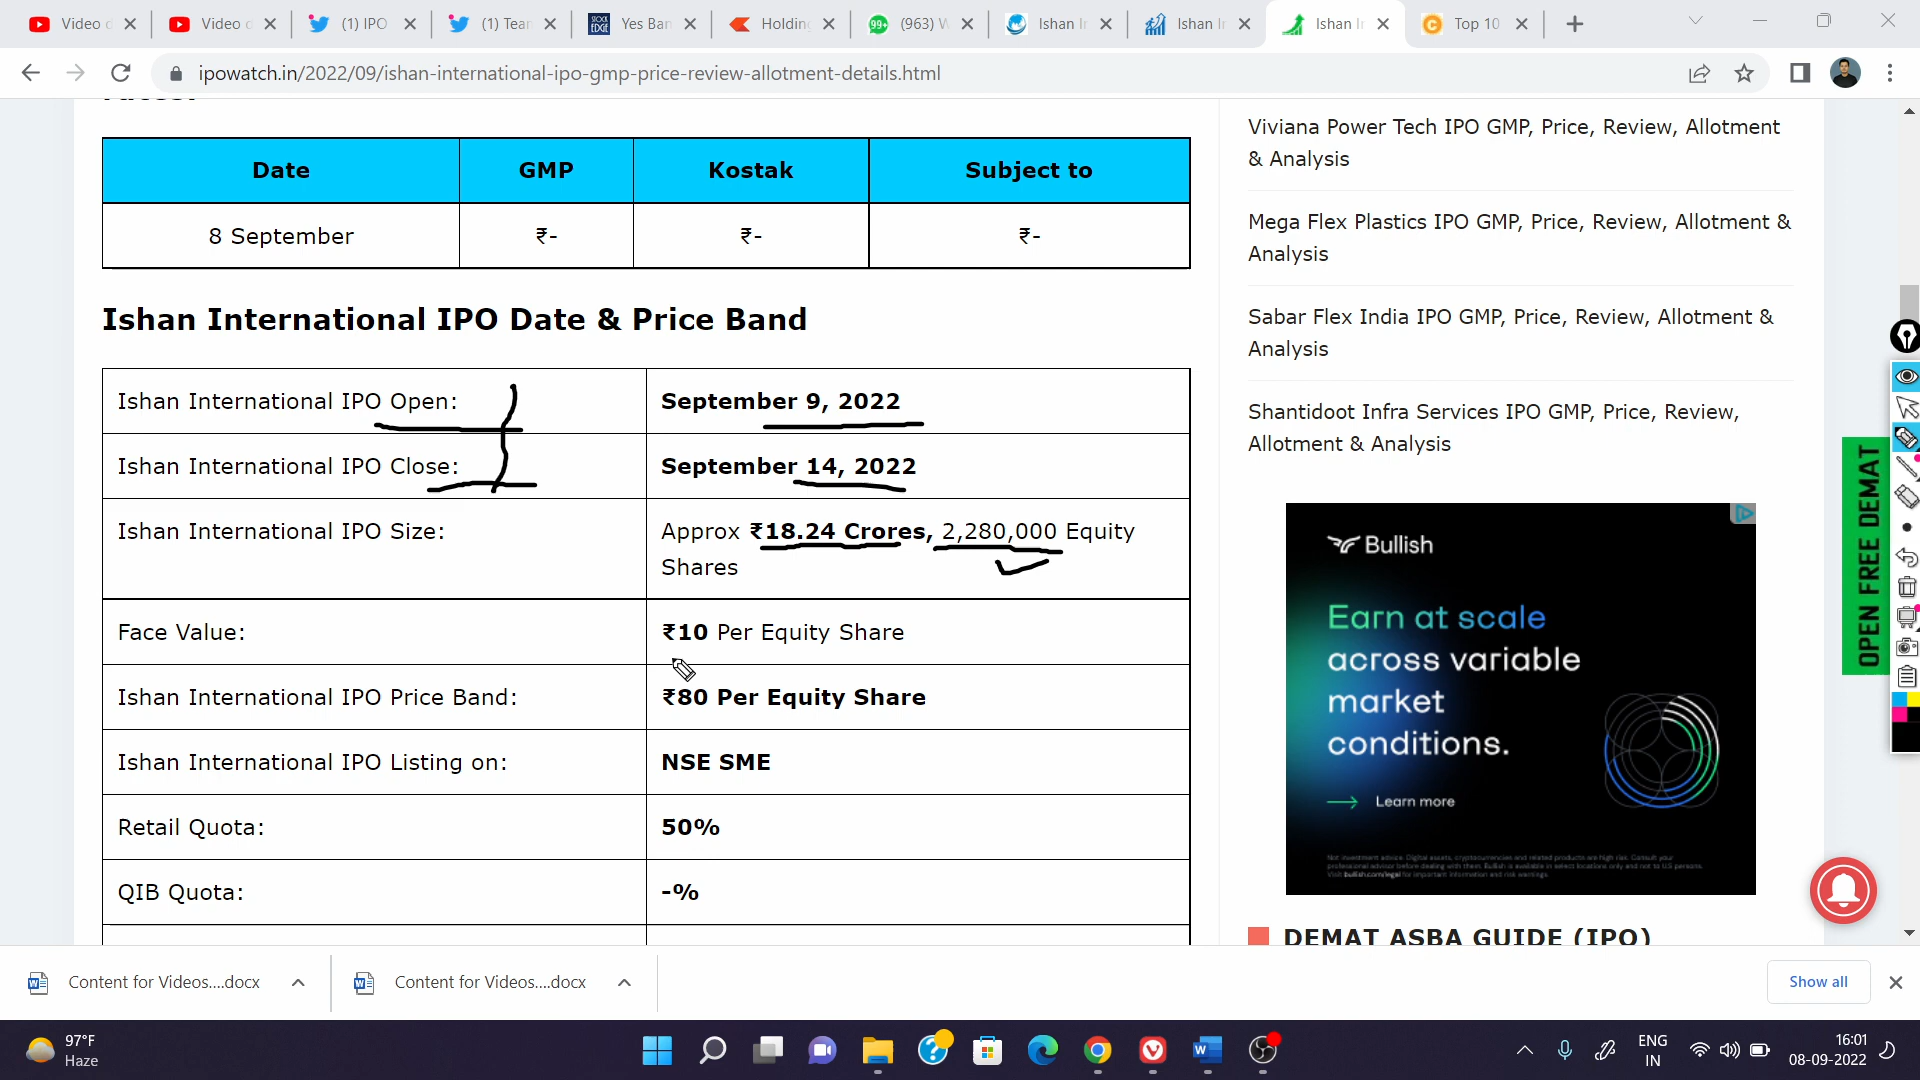 Video
Video
(1) IPO
(1) Tear
Yes Ban
Holding
(963) W
Ishan I
Ishan Ir
Ishan I
Top 10
ipowatch.in/2022/09/ishan-international-ipo-gmp-price-review-allotment-details.html
Date GMP Kostak Subject to
8 September ₹- ₹- ₹-
Ishan International IPO Date & Price Band
Ishan International IPO Open: September 9, 2022
Ishan International IPO Close: September 14, 2022
Ishan International IPO Size: Approx ₹18.24 Crores, 2,280,000 Equity
Shares
Face Value: ₹10 Per Equity Share
Ishan International IPO Price Band: ₹80 Per Equity Share
Ishan International IPO Listing on: NSE SME
Retail Quota: 50%
QIB Quota: -%
Viviana Power Tech IPO GMP, Price, Review, Allotment
& Analysis
Mega Flex Plastics IPO GMP, Price, Review, Allotment &
Analysis
Sabar Flex India IPO GMP, Price, Review, Allotment &
Analysis
Shantidoot Infra Services IPO GMP, Price, Review,
Allotment & Analysis
Bullish
Earn at scale
across variable
market
conditions.
Learn more
OPEN FREE DEMAT
DEMAT ASBA GUIDE (IPO)
Content for Videos....docx
Content for Videos....docx
Show all
97°F
Haze
ENG
IN
16:01
08-09-2022